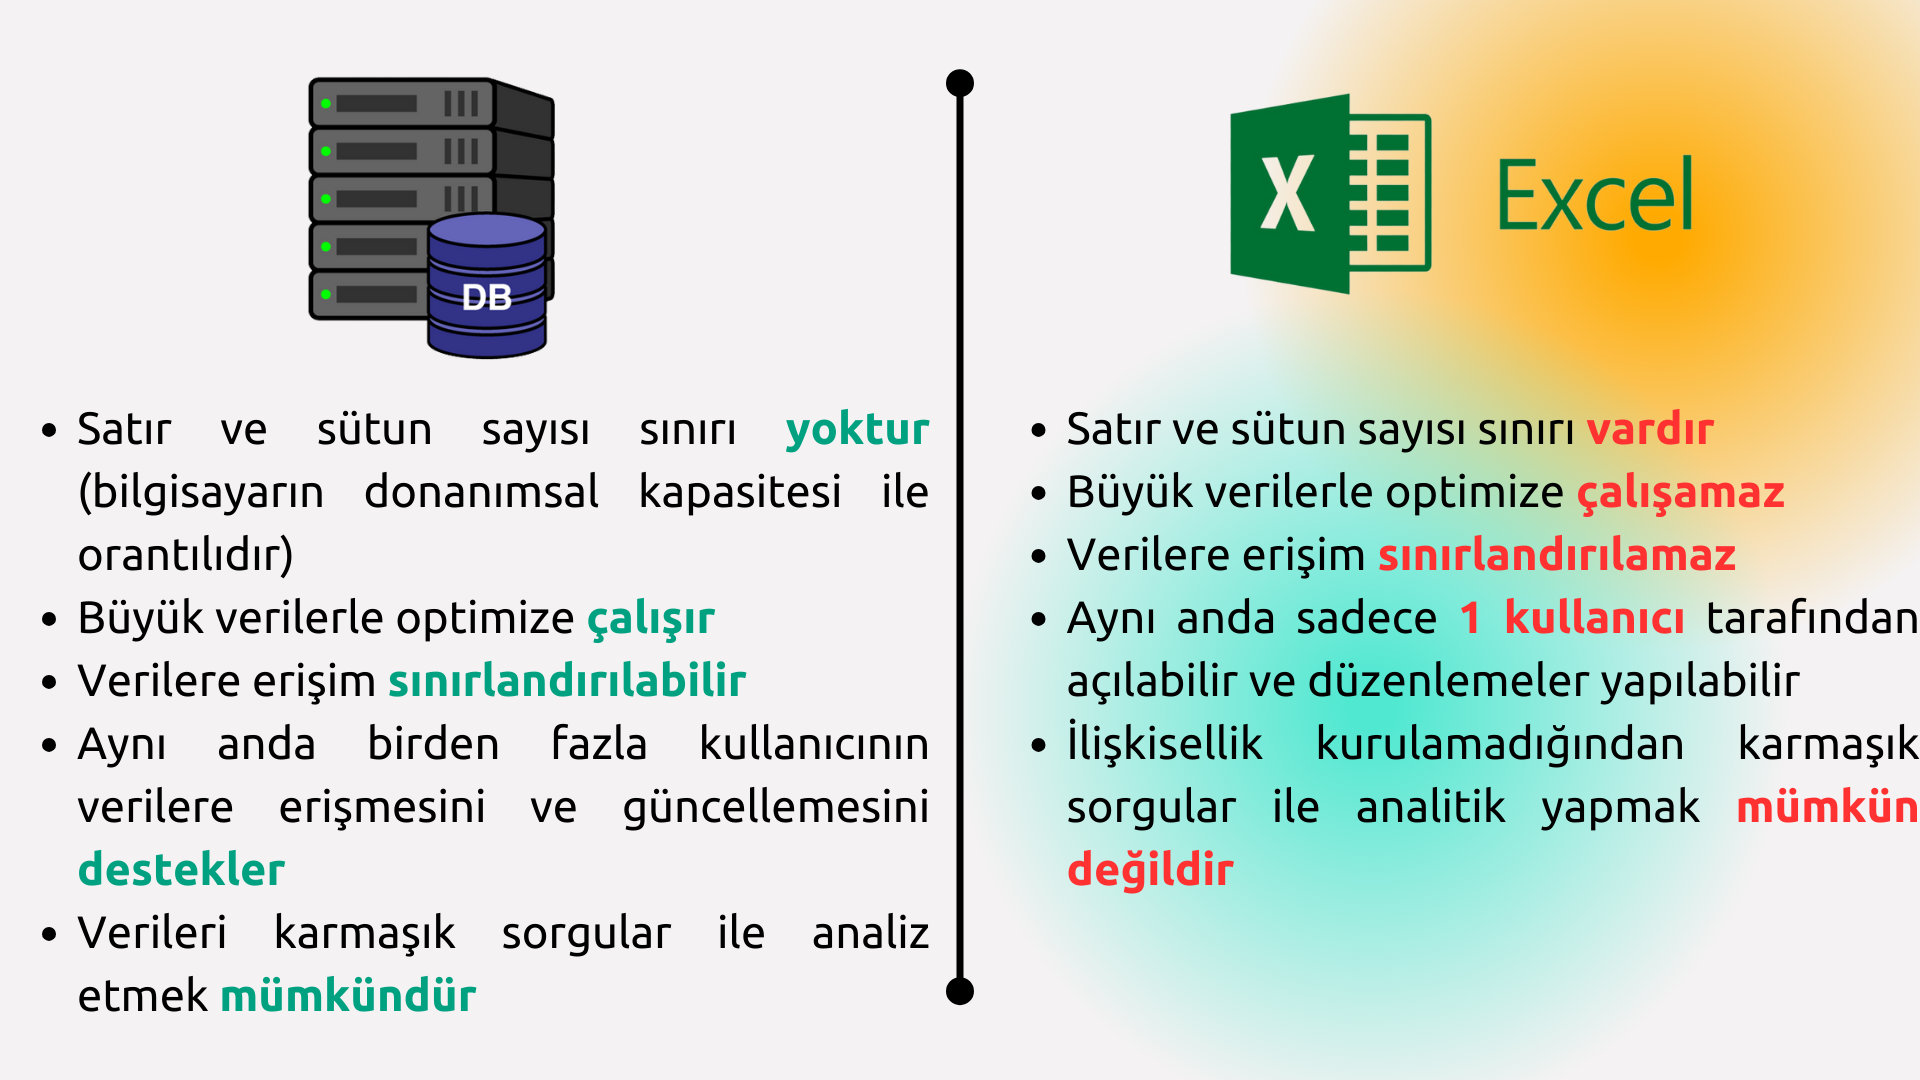 DB
Satır ve sütun sayısı sınırı yoktur
(bilgisayarın donanımsal kapasitesi ile
orantılıdır)
Büyük verilerle optimize çalışır
Verilere erişim sınırlandırılabilir
Aynı anda birden fazla kullanıcının
verilere erişmesini ve güncellemesini
destekler
Verileri karmaşık sorgular ile analiz
etmek mümkündür
X Excel
Satır ve sütun sayısı sınırı vardır
Büyük verilerle optimize çalışamaz
Verilere erişim sınırlandırılamaz
Aynı anda sadece 1 kullanıcı tarafından
açılabilir ve düzenlemeler yapılabilir
İlişkisellik kurulamadığından karmaşık
sorgular ile analitik yapmak mümkün
değildir